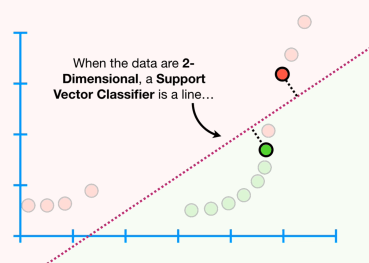 When the data are 2-
Dimensional, a Support
Vector Classifier is a line...